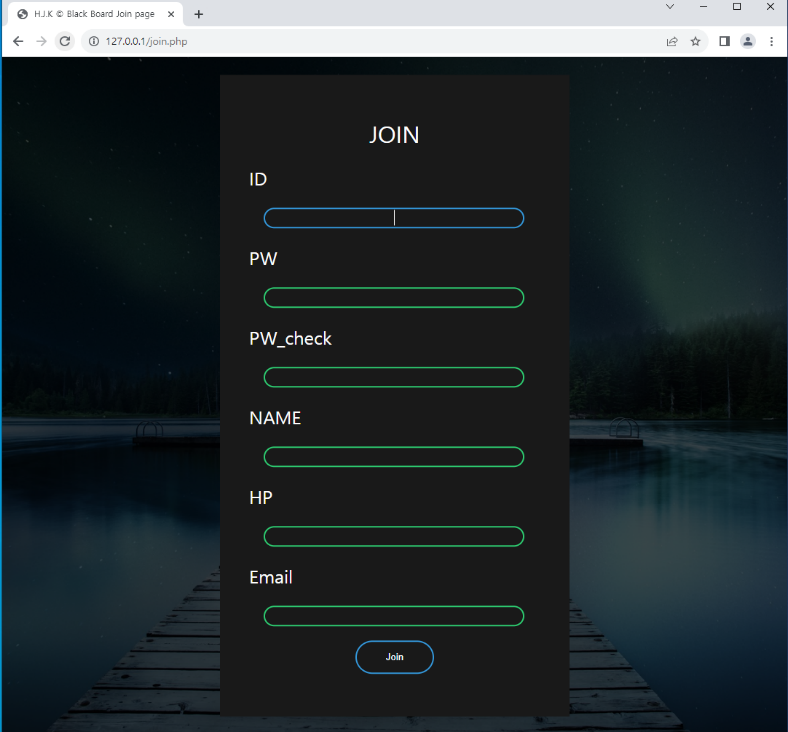 H.J.K © Black Board Join page
127.0.0.1/join.php
JOIN
ID
PW
PW_check
NAME
HP
Email
Join